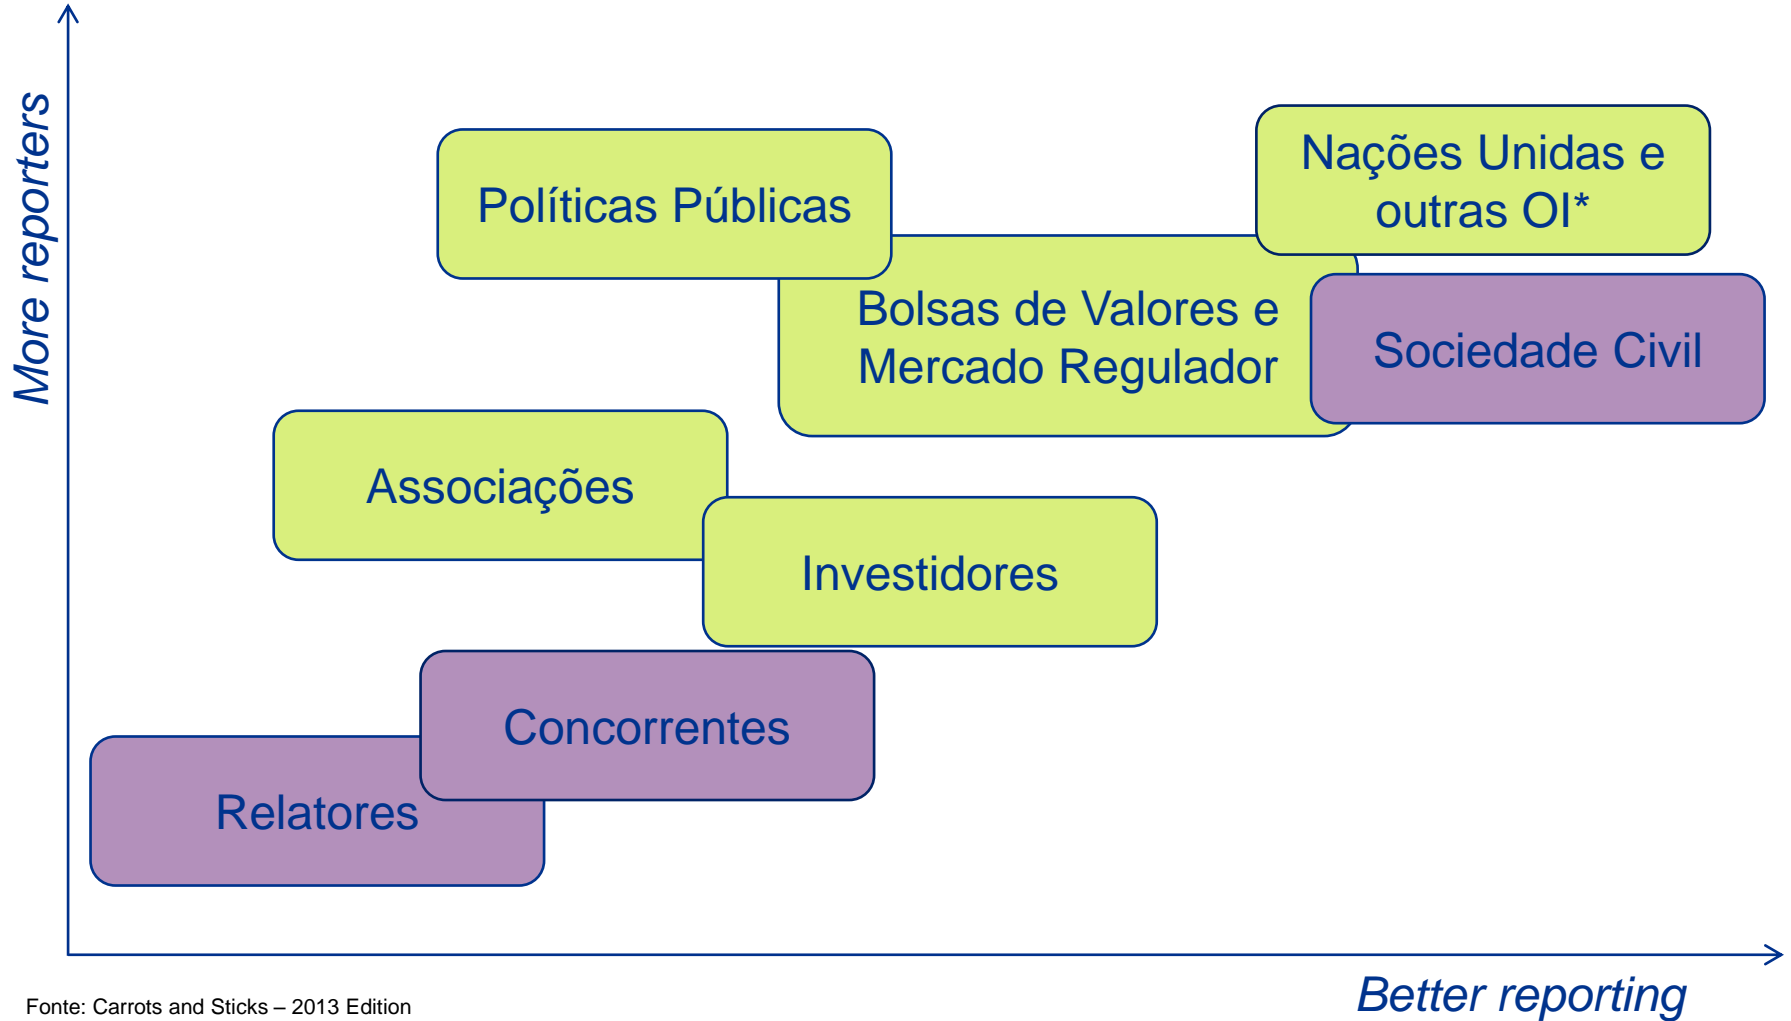 More reporters
Políticas Públicas
Nações Unidas e
outras OI*
Bolsas de Valores e
Mercado Regulador
Sociedade Civil
Associações
Investidores
Concorrentes
Relatores
Better reporting
Fonte: Carrots and Sticks – 2013 Edition